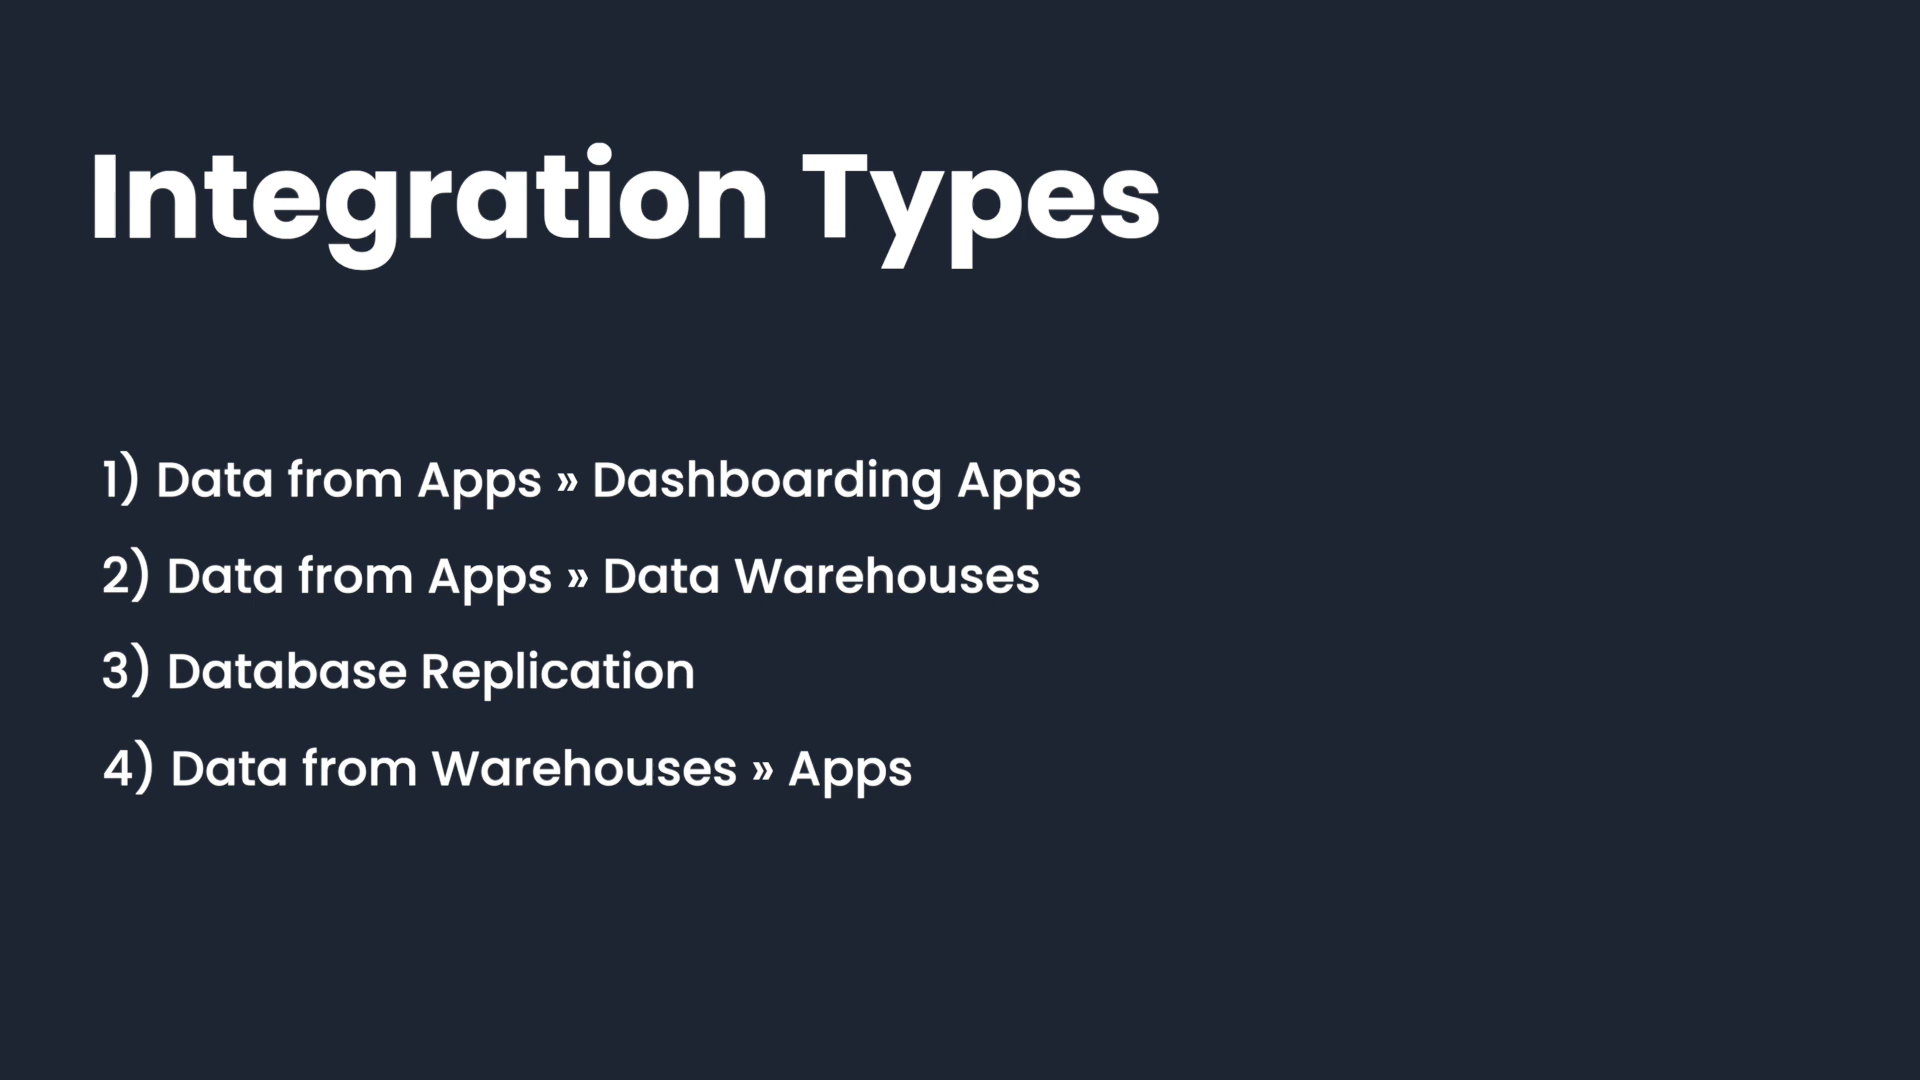 Integration Types
1) Data from Apps » Dashboarding Apps
2) Data from Apps » Data Warehouses
3) Database Replication
4) Data from Warehouses » Apps